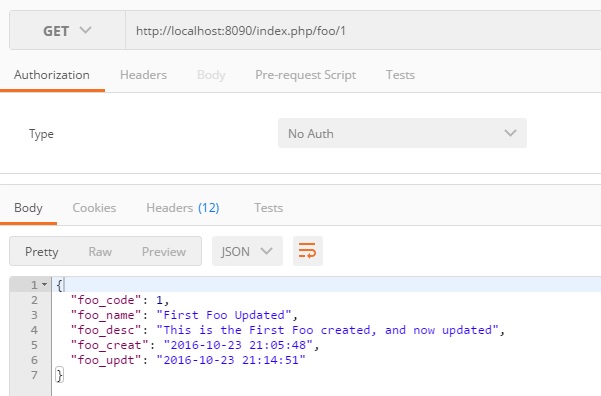 GET http://localhost:8090/index.php/foo/1
Authorization Headers Body Pre-request Script Tests
Type No Auth
Body Cookies Headers (12) Tests
Pretty Raw Preview JSON
1 {
2 "foo_code": 1,
3 "foo_name": "First Foo Updated",
4 "foo_desc": "This is the First Foo created, and now updated",
5 "foo_creat": "2016-10-23 21:05:48",
6 "foo_updt": "2016-10-23 21:14:51"
7 }